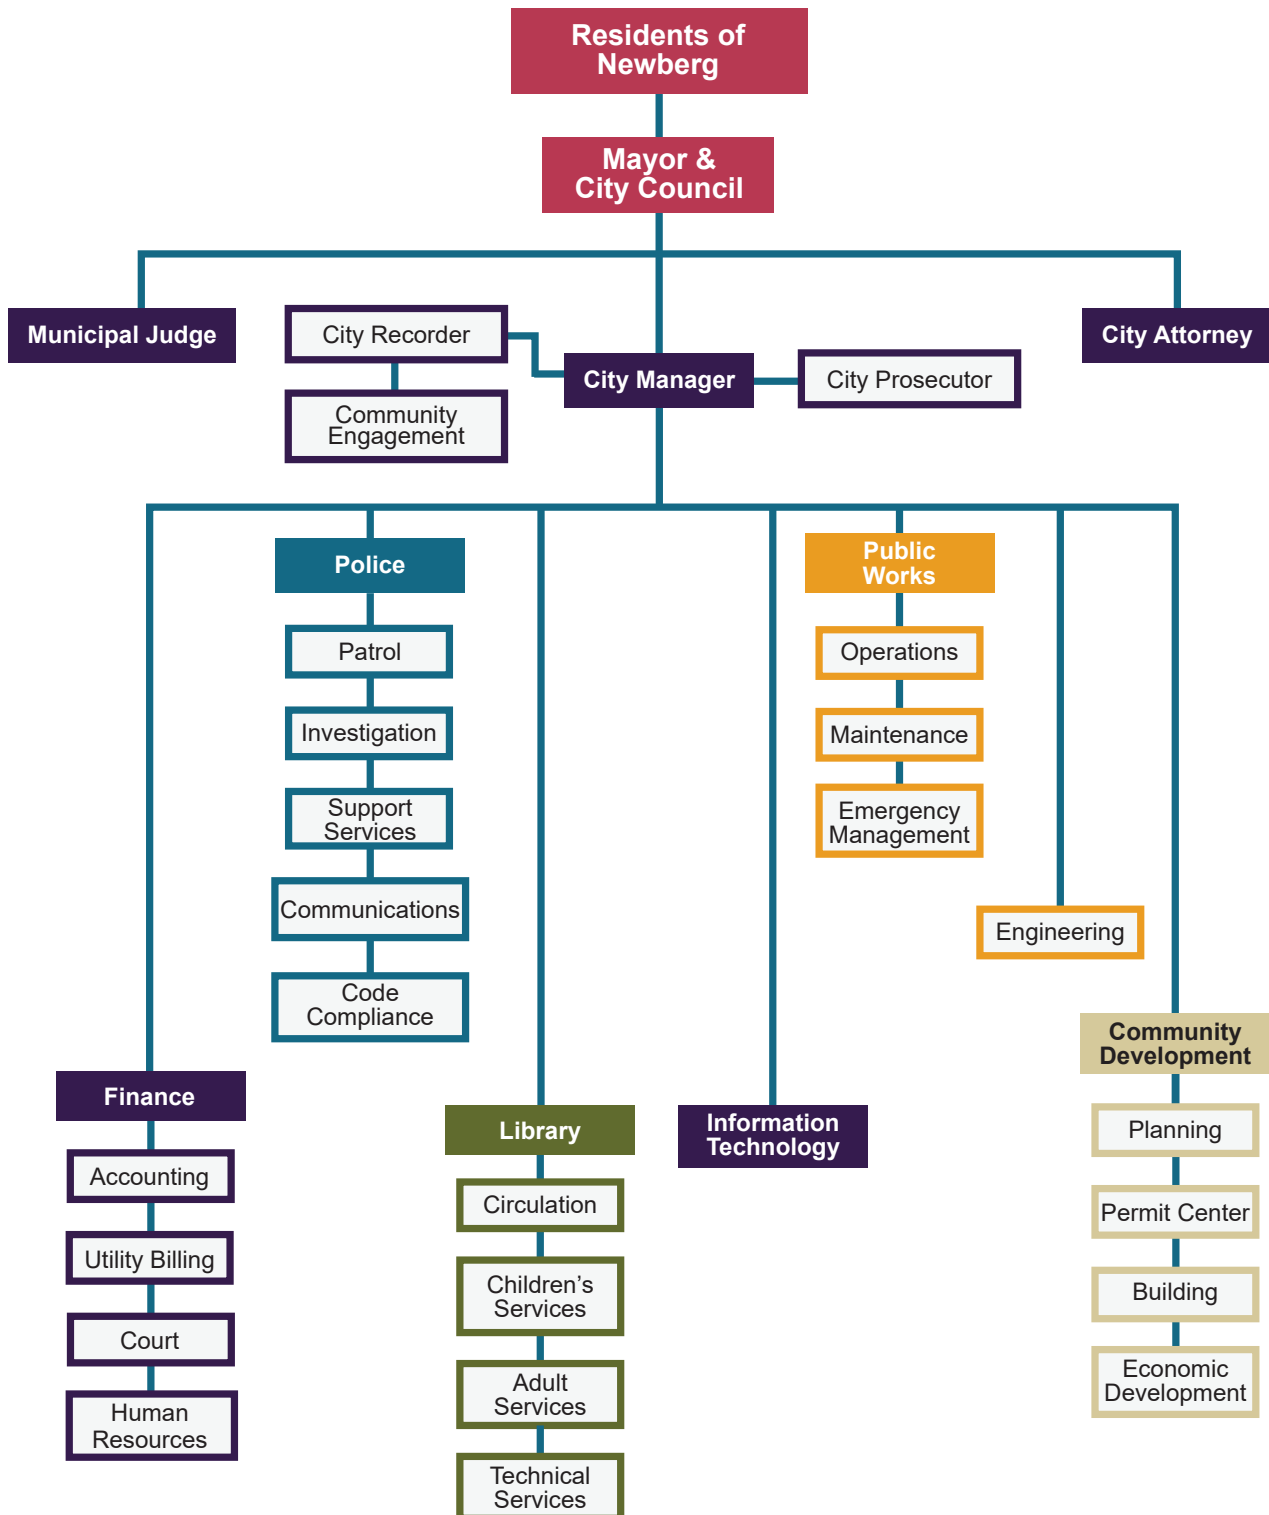 Residents of
Newberg
Mayor &
City Council
Municipal Judge
City Recorder
City Manager
City Prosecutor
City Attorney
Community
Engagement
Police
Patrol
Investigation
Support
Services
Communications
Code
Compliance
Public
Works
Operations
Maintenance
Emergency
Management
Engineering
Finance
Accounting
Utility Billing
Court
Human
Resources
Library
Circulation
Children’s
Services
Adult
Services
Technical
Services
Information
Technology
Community
Development
Planning
Permit Center
Building
Economic
Development